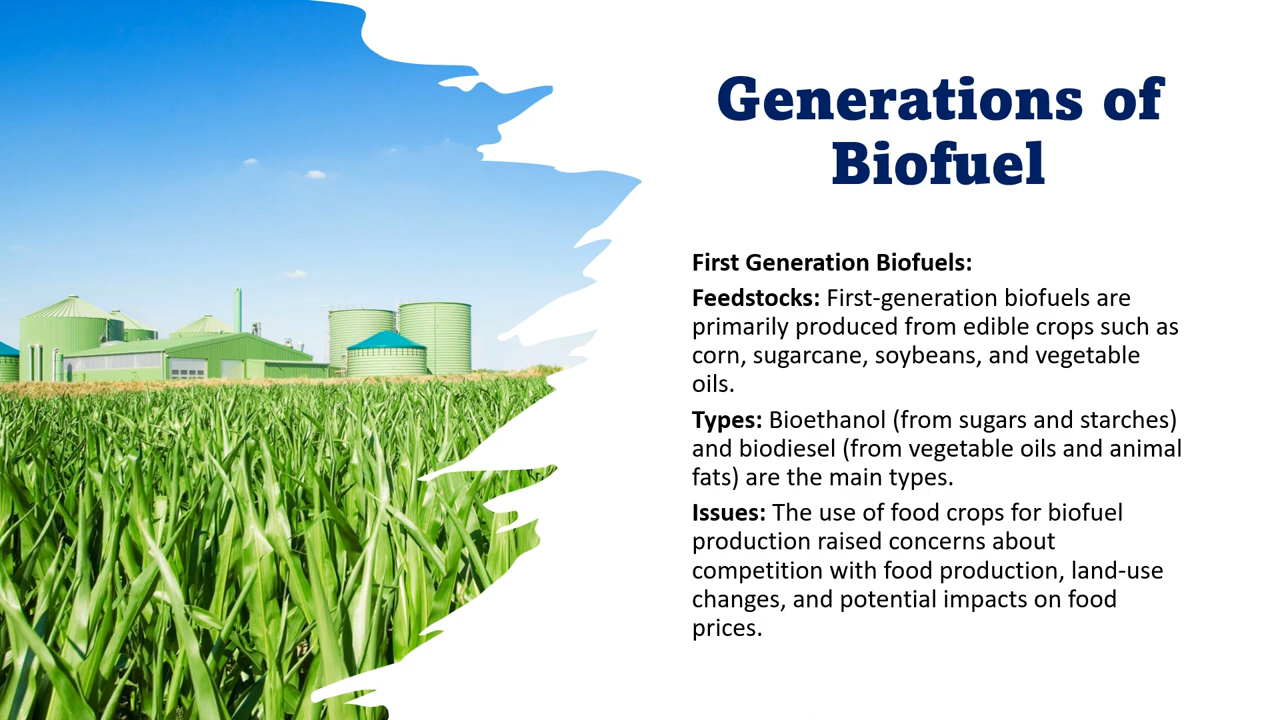 Generations of
Biofuel
First Generation Biofuels:
Feedstocks: First-generation biofuels are
primarily produced from edible crops such as
corn, sugarcane, soybeans, and vegetable
oils.
Types: Bioethanol (from sugars and starches)
and biodiesel (from vegetable oils and animal
fats) are the main types.
Issues: The use of food crops for biofuel
production raised concerns about
competition with food production, land-use
changes, and potential impacts on food
prices.